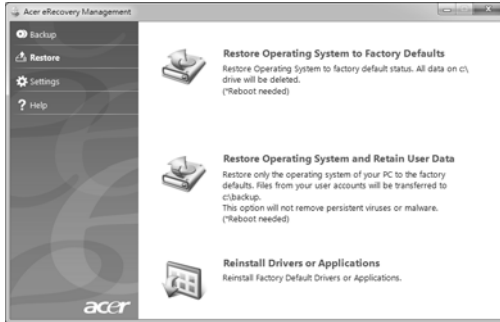 Acer eRecovery Management
Backup
Restore
Settings
Help
Restore Operating System to Factory Defaults
Restore Operating System to factory default status. All data on c:\
drive will be deleted.
(*Reboot needed)
Restore Operating System and Retain User Data
Restore only the operating system of your PC to the factory
defaults. Files from your user accounts will be transferred to
c:\backup.
This option will not remove persistent viruses or malware.
(*Reboot needed)
Reinstall Drivers or Applications
Reinstall Factory Default Drivers or Applications.
acer